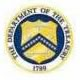 THE DEPARTMENT OF THE TREASURY
1789